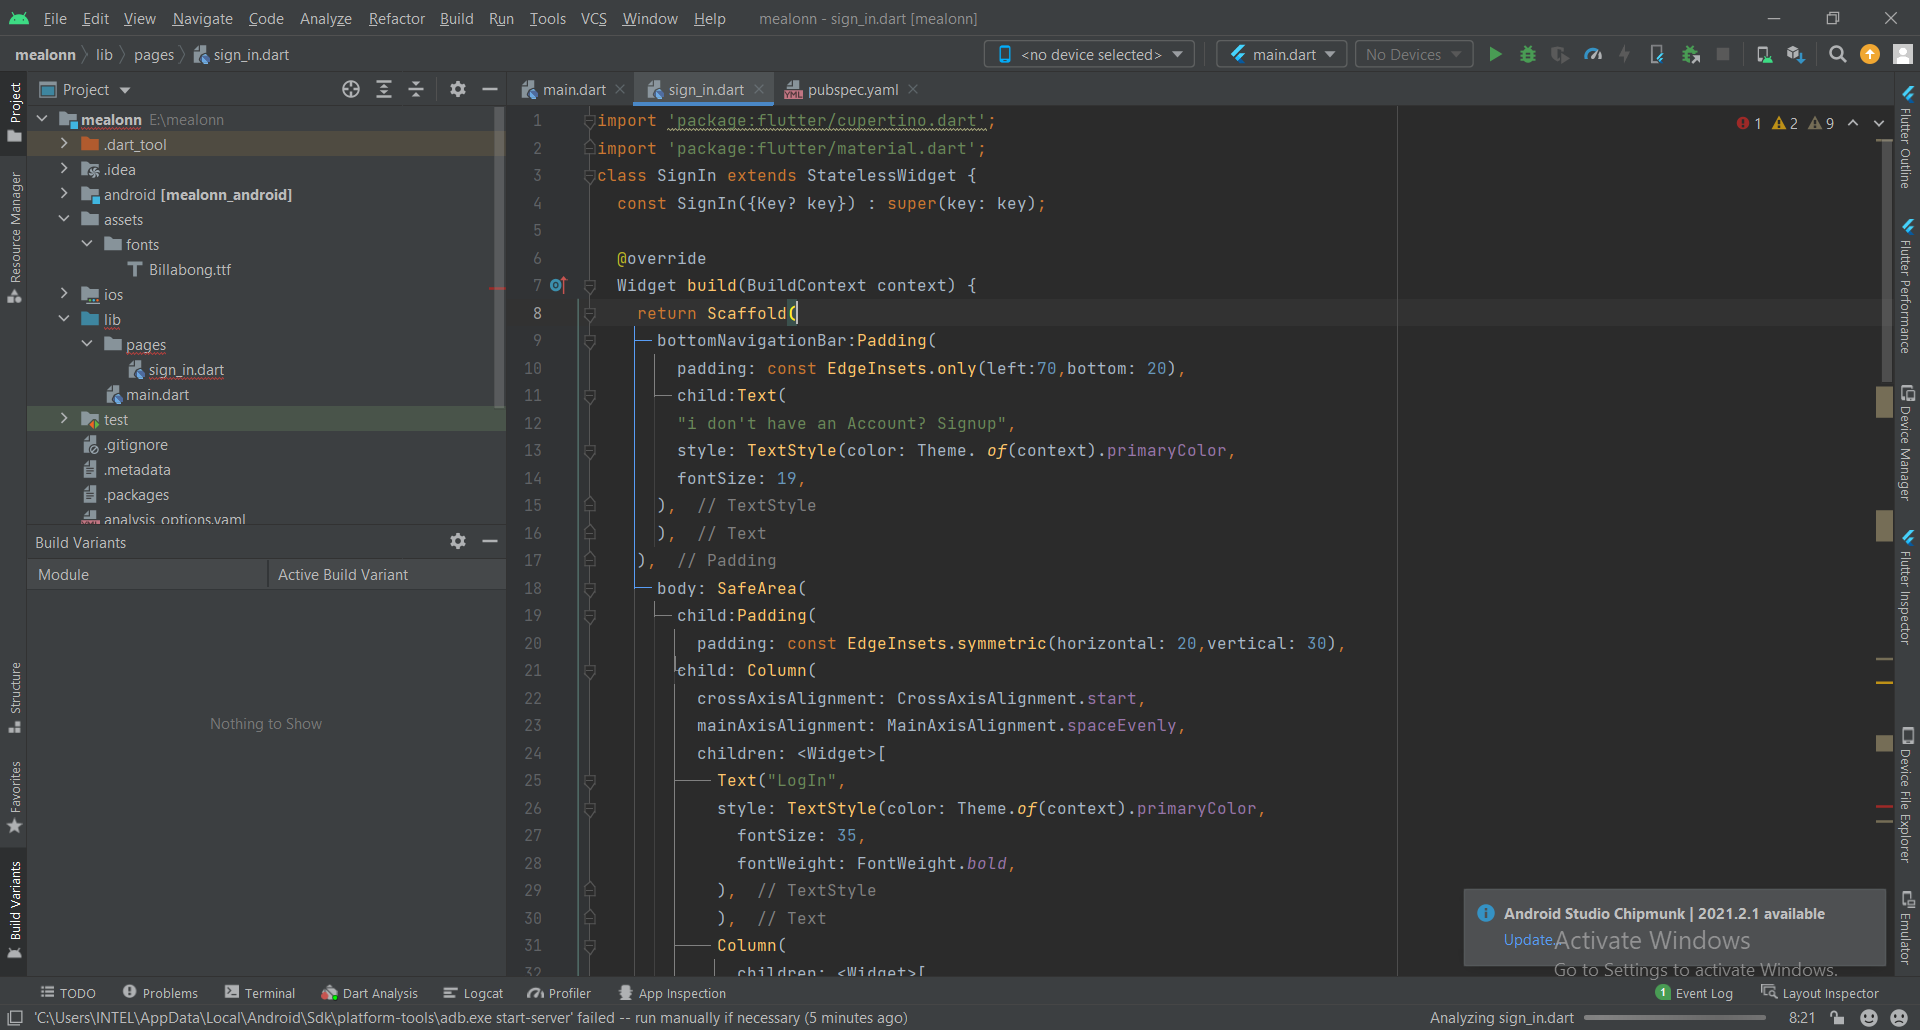 File Edit View Navigate Code Analyze Refactor Build Run Tools VCS Window Help mealonn - sign_in.dart [mealonn]
mealonn lib pages sign_in.dart <no device selected> main.dart No Devices
Project
main.dart sign_in.dart pubspec.yaml
mealonn E:\mealonn
.dart_tool
.idea
android [mealonn_android]
assets
fonts
Billabong.ttf
ios
lib
pages
sign_in.dart
main.dart
test
.gitignore
.metadata
.packages
analysis_options.yaml
Build Variants
Module Active Build Variant
Nothing to Show
Project
Resource Manager
Structure
Favorites
Build Variants
1 import 'package:flutter/cupertino.dart';
2 import 'package:flutter/material.dart';
3 class SignIn extends StatelessWidget {
4 const SignIn({Key? key}) : super(key: key);
5
6 @override
7 Widget build(BuildContext context) {
8 return Scaffold(
9 bottomNavigationBar:Padding(
10 padding: const EdgeInsets.only(left:70,bottom: 20),
11 child:Text(
12 "i don't have an Account? Signup",
13 style: TextStyle(color: Theme. of(context).primaryColor,
14 fontSize: 19,
15 ), // TextStyle
16 ), // Text
17 ), // Padding
18 body: SafeArea(
19 child:Padding(
20 padding: const EdgeInsets.symmetric(horizontal: 20,vertical: 30),
21 child: Column(
22 crossAxisAlignment: CrossAxisAlignment.start,
23 mainAxisAlignment: MainAxisAlignment.spaceEvenly,
24 children: <Widget>[
25 Text("LogIn",
26 style: TextStyle(color: Theme.of(context).primaryColor,
27 fontSize: 35,
28 fontWeight: FontWeight.bold,
29 ), // TextStyle
30 ), // Text
31 Column(
32 children: <Widget>[
1 2 9
Flutter Outline
Flutter Performance
Device Manager
Flutter Inspector
Device File Explorer
Emulator
Android Studio Chipmunk | 2021.2.1 available
Update...
Activate Windows
Go to Settings to activate Windows.
TODO Problems Terminal Dart Analysis Logcat Profiler App Inspection 1 Event Log Layout Inspector
'C:\Users\INTEL\AppData\Local\Android\Sdk\platform-tools\adb.exe start-server' failed -- run manually if necessary (5 minutes ago) Analyzing sign_in.dart 8:21